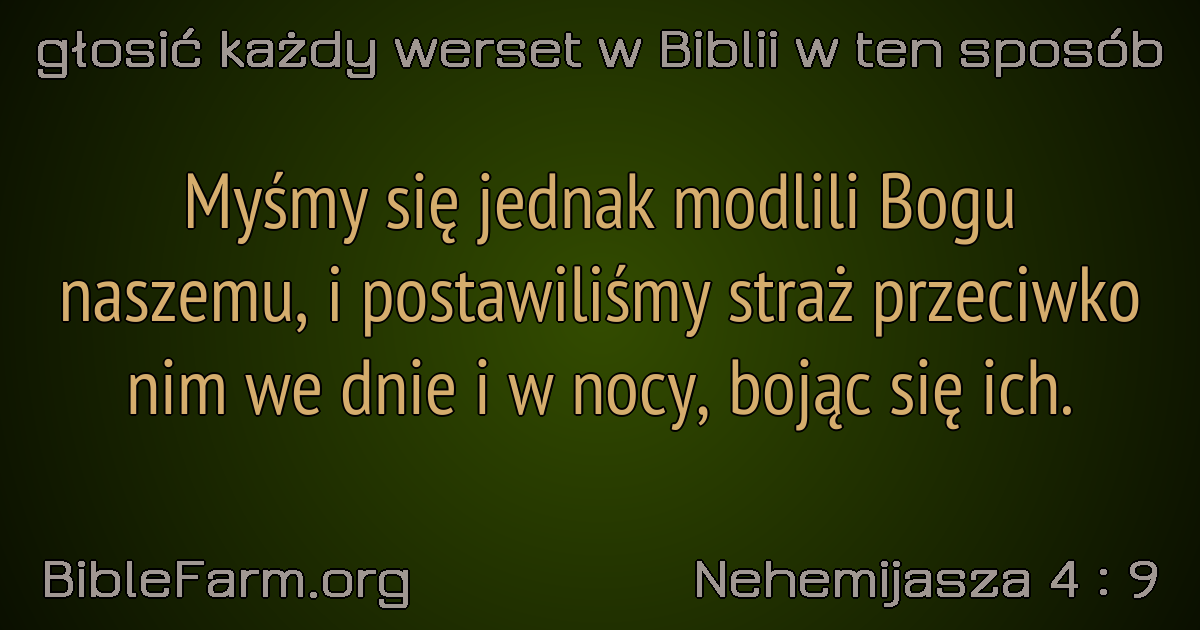 głosić każdy werset w Biblii w ten sposób
Myśmy się jednak modlili Bogu
naszemu, i postawiliśmy straż przeciwko
nim we dnie i w nocy, bojąc się ich.
BibleFarm.org
Nehemijasza 4 : 9